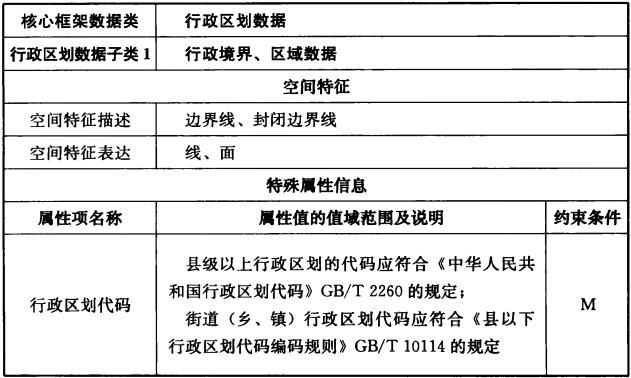 核心框架数据类 行政区划数据
行政区划数据子类1 行政境界、区域数据
空间特征
空间特征描述 边界线、封闭边界线
空间特征表达 线、面
特殊属性信息
属性项名称 属性值的值域范围及说明 约束条件
县级以上行政区划的代码应符合《中华人民共
和国行政区划代码》GB/T 2260 的规定；
行政区划代码 M
街道（乡、镇）行政区划代码应符合《县以下
行政区划代码编码规则》GB/T 10114 的规定